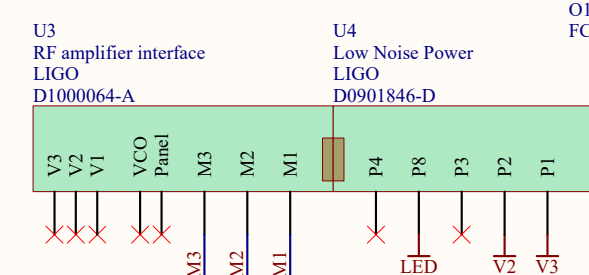 U3
RF amplifier interface
LIGO
D1000064-A
U4
Low Noise Power
LIGO
D0901846-D
V3
V2
V1
VCO
Panel
M3
M2
M1
P4
P8
P3
P2
P1
M3
M2
M1
LED
V2
V3